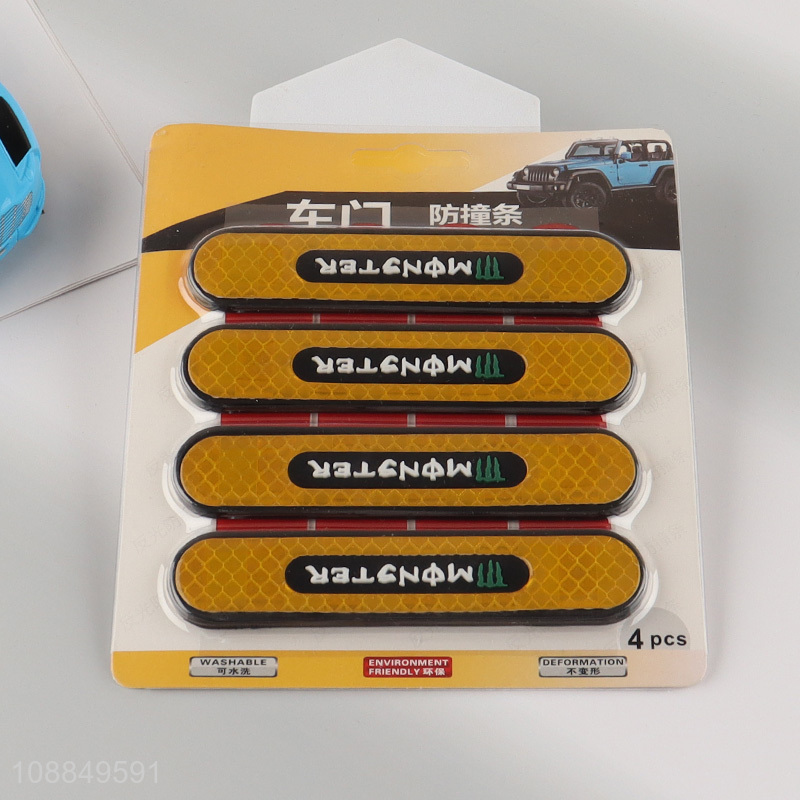 车门 防撞条
MONSTER
MONSTER
MONSTER
MONSTER
4 pcs
WASHABLE
可水洗
ENVIRONMENT
FRIENDLY 环保
DEFORMATION
不变形
108849591